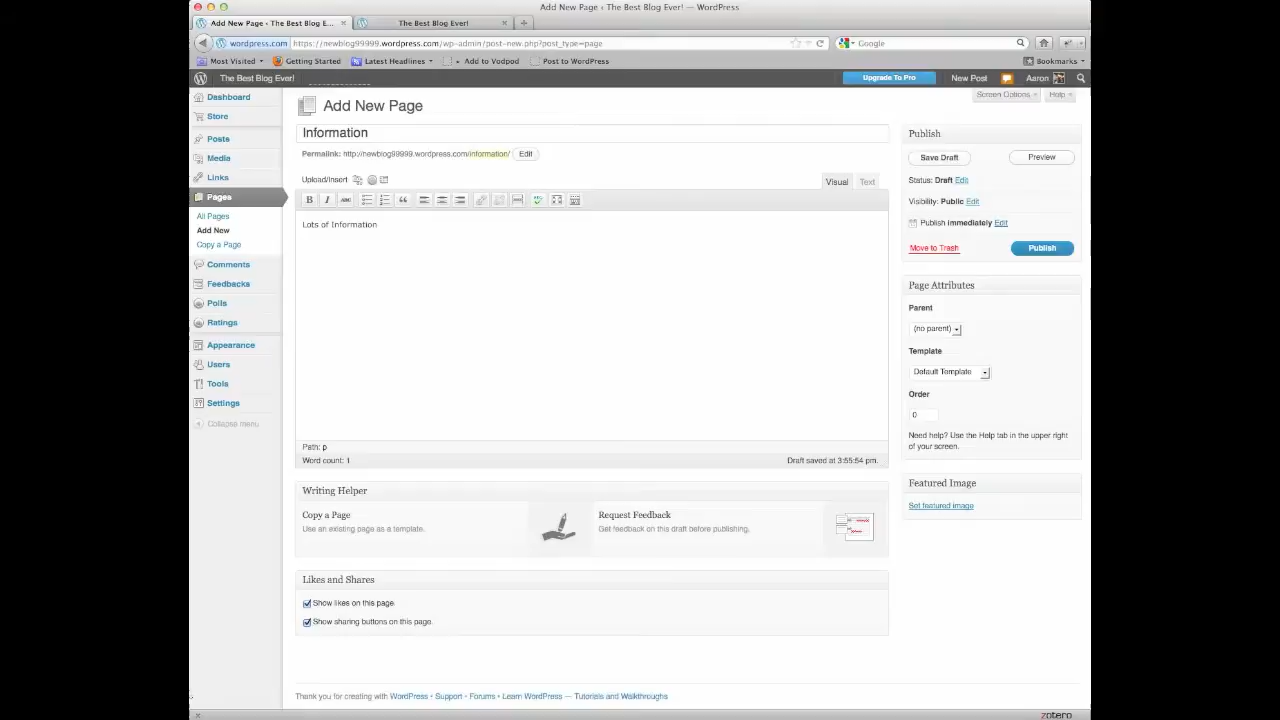 Add New Page ‹ The Best Blog Ever! — WordPress
Add New Page ‹ The Best Blog E...
The Best Blog Ever!
wordpress.com https://newblog99999.wordpress.com/wp-admin/post-new.php?post_type=page
Google
Most Visited
Getting Started
Latest Headlines
Add to Vodpod
Post to WordPress
Bookmarks
The Best Blog Ever!
Upgrade To Pro
New Post
Aaron
Dashboard
Store
Posts
Media
Links
Pages
All Pages
Add New
Copy a Page
Comments
Feedbacks
Polls
Ratings
Appearance
Users
Tools
Settings
Collapse menu
Screen Options
Help
Add New Page
Information
Permalink: http://newblog99999.wordpress.com/information/ Edit
Upload/Insert
Visual
Text
B I ABC
Lots of Information
Path: p
Word count: 1
Draft saved at 3:55:54 pm.
Writing Helper
Copy a Page
Use an existing page as a template.
Request Feedback
Get feedback on this draft before publishing.
Likes and Shares
Show likes on this page.
Show sharing buttons on this page.
Publish
Save Draft
Preview
Status: Draft Edit
Visibility: Public Edit
Publish immediately Edit
Move to Trash
Publish
Page Attributes
Parent
(no parent)
Template
Default Template
Order
0
Need help? Use the Help tab in the upper right
of your screen.
Featured Image
Set featured image
Thank you for creating with WordPress • Support • Forums • Learn WordPress — Tutorials and Walkthroughs
zotero